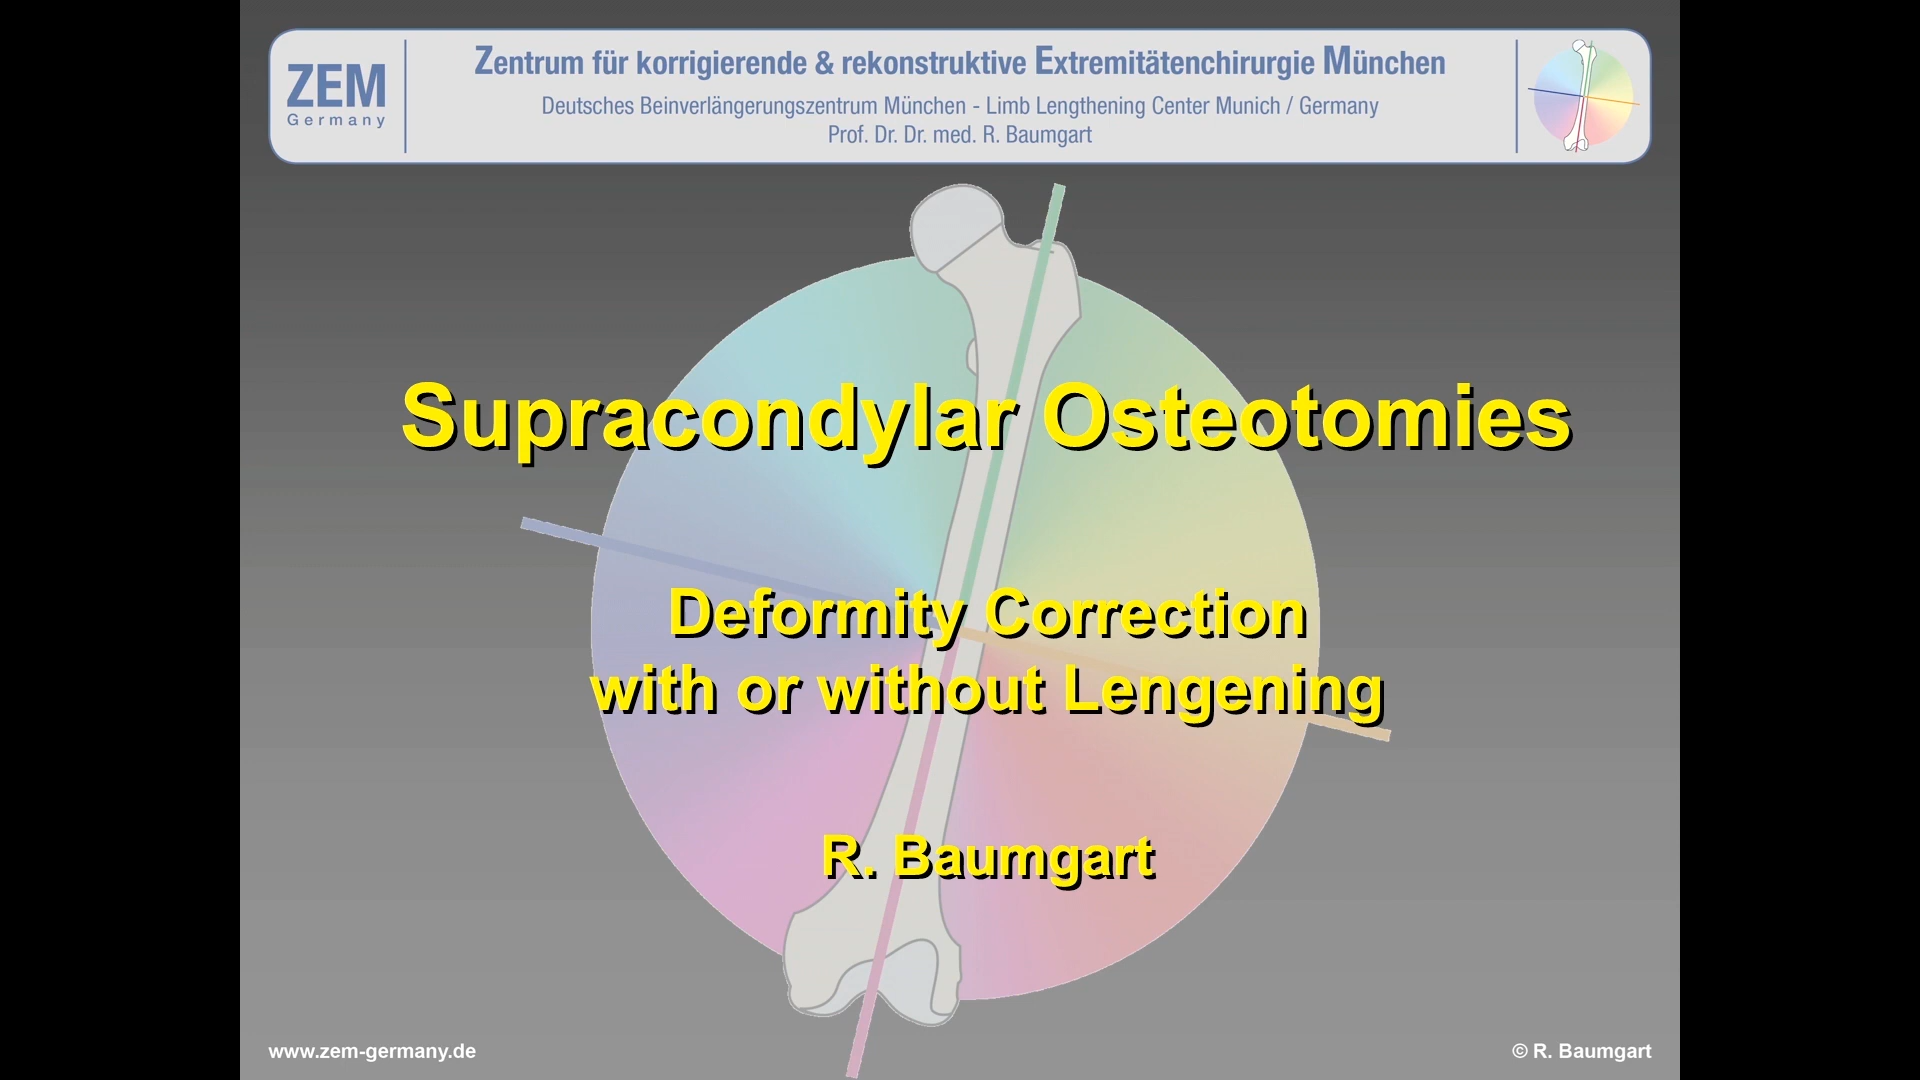 ZEM
Germany
Zentrum für korrigierende & rekonstruktive Extremitätenchirurgie München
Deutsches Beinverlängerungszentrum München - Limb Lengthening Center Munich / Germany
Prof. Dr. Dr. med. R. Baumgart
Supracondylar Osteotomies
Deformity Correction
with or without Lengening
R. Baumgart
www.zem-germany.de
© R. Baumgart